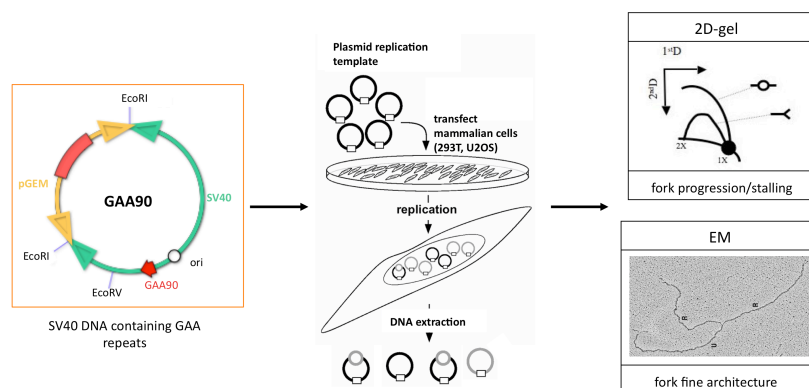 EcoRI
pGEM
GAA90
SV40
EcoRI
ori
EcoRV
GAA90
SV40 DNA containing GAA
repeats
Plasmid replication
template
transfect
mammalian cells
(293T, U2OS)
replication
DNA extraction
2D-gel
1stD
2ndD
2X
1X
fork progression/stalling
EM
R
R
U
fork fine architecture